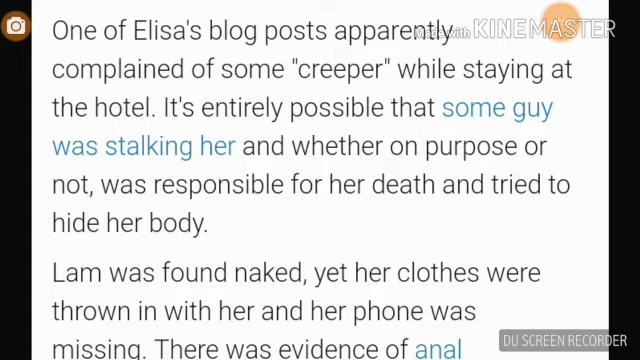 Made with KINEMASTER
One of Elisa's blog posts apparently
complained of some "creeper" while staying at
the hotel. It's entirely possible that some guy
was stalking her and whether on purpose or
not, was responsible for her death and tried to
hide her body.
Lam was found naked, yet her clothes were
thrown in with her and her phone was
missing. There was evidence of anal
DU SCREEN RECORDER